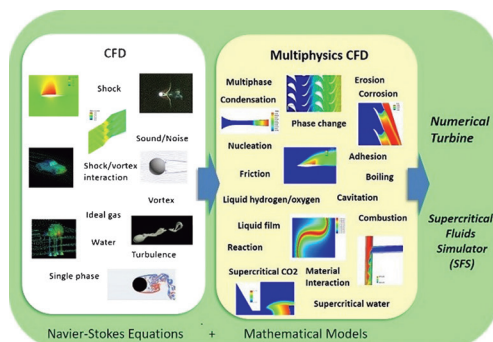 CFD
Shock
Sound/Noise
Shock/vortex
interaction
Vortex
Ideal gas
Water
Turbulence
Single phase
Multiphysics CFD
Multiphase
Erosion
Condensation
Corrosion
Phase change
Nucleation
Adhesion
Friction
Boiling
Liquid hydrogen/oxygen
Cavitation
Liquid film
Combustion
Reaction
Supercritical CO2
Material
Interaction
Supercritical water
Numerical
Turbine
Supercritical
Fluids
Simulator
(SFS)
Navier-Stokes Equations + Mathematical Models